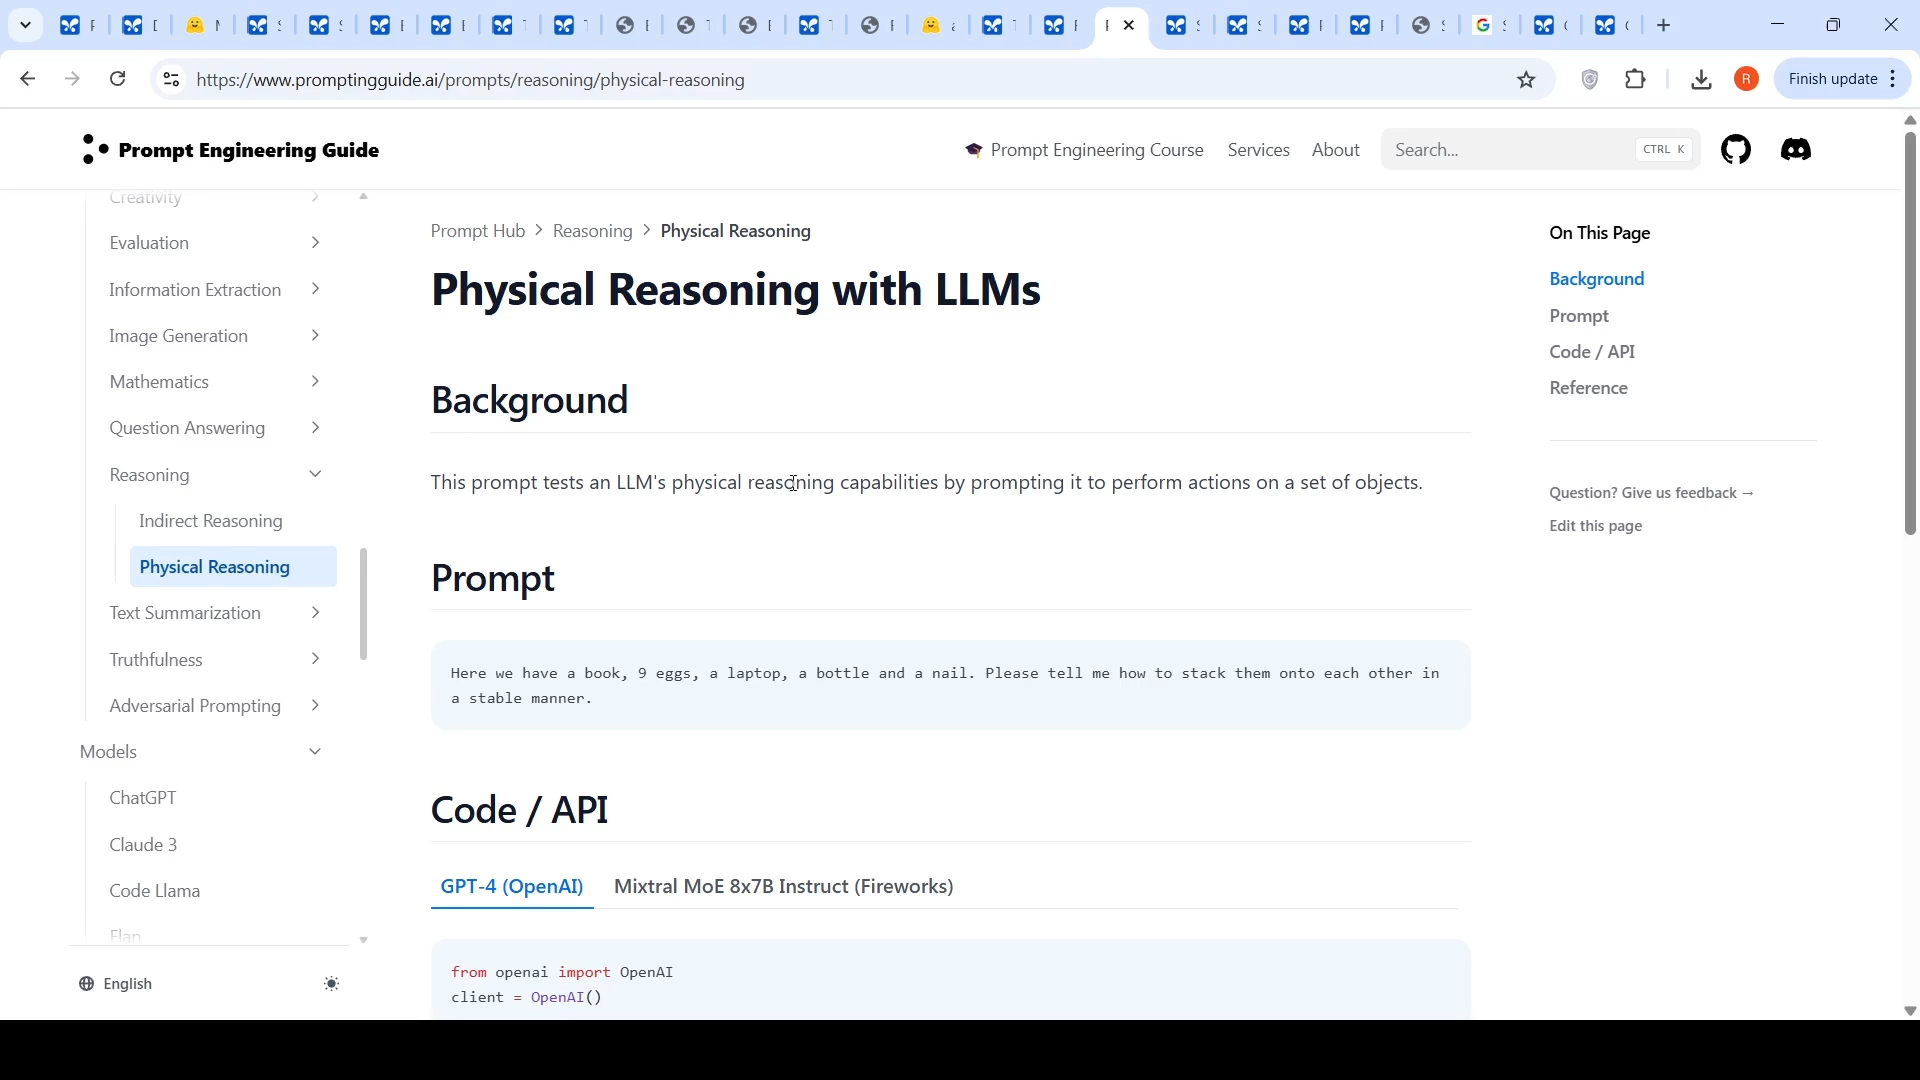 https://www.promptingguide.ai/prompts/reasoning/physical-reasoning
R
Finish update
Prompt Engineering Guide
Prompt Engineering Course
Services
About
Search...
CTRL K
Creativity
Evaluation
Information Extraction
Image Generation
Mathematics
Question Answering
Reasoning
Indirect Reasoning
Physical Reasoning
Text Summarization
Truthfulness
Adversarial Prompting
Models
ChatGPT
Claude 3
Code Llama
Flan
English
Prompt Hub > Reasoning > Physical Reasoning
Physical Reasoning with LLMs
Background
This prompt tests an LLM's physical reasoning capabilities by prompting it to perform actions on a set of objects.
Prompt
Here we have a book, 9 eggs, a laptop, a bottle and a nail. Please tell me how to stack them onto each other in
a stable manner.
Code / API
GPT-4 (OpenAI)
Mixtral MoE 8x7B Instruct (Fireworks)
from openai import OpenAI
client = OpenAI()
On This Page
Background
Prompt
Code / API
Reference
Question? Give us feedback →
Edit this page